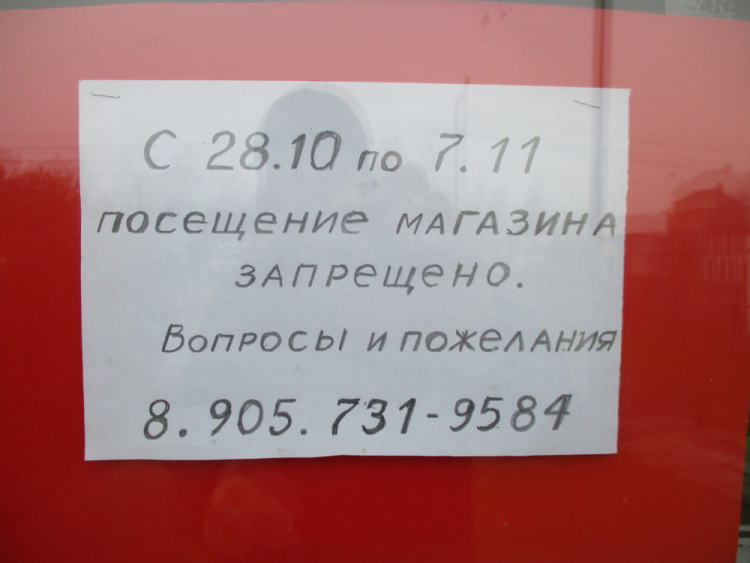 С 28.10 по 7.11
посещение магазина
запрещено.
Вопросы и пожелания
8.905.731-9584